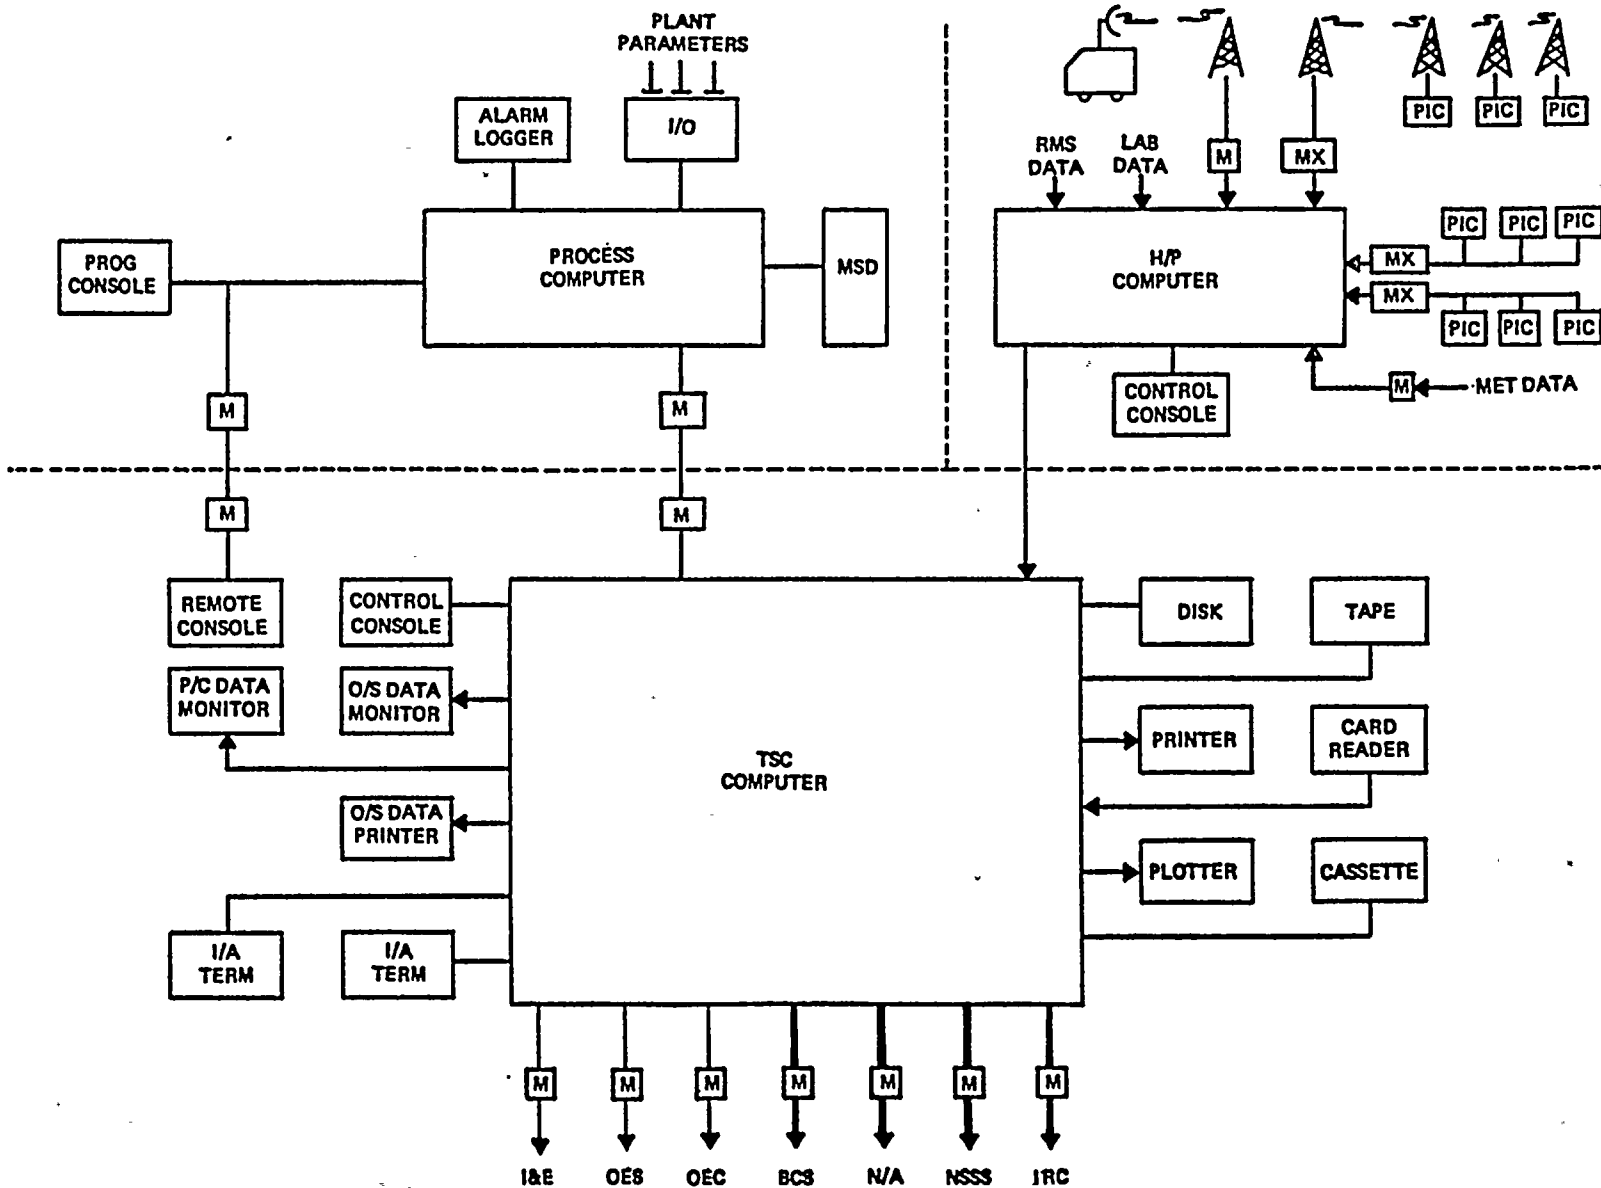 PLANT
PARAMETERS
ALARM
LOGGER
I/O
PROG
CONSOLE
PROCESS
COMPUTER
MSD
M
M
RMS
DATA
LAB
DATA
M
MX
PIC
PIC
PIC
H/P
COMPUTER
MX
PIC
PIC
PIC
MX
PIC
PIC
PIC
CONTROL
CONSOLE
M
MET DATA
M
M
REMOTE
CONSOLE
CONTROL
CONSOLE
P/C DATA
MONITOR
O/S DATA
MONITOR
O/S DATA
PRINTER
I/A
TERM
I/A
TERM
TSC
COMPUTER
DISK
TAPE
PRINTER
CARD
READER
PLOTTER
CASSETTE
M
M
M
M
M
M
M
I&E
OES
OEC
BCS
N/A
NSSS